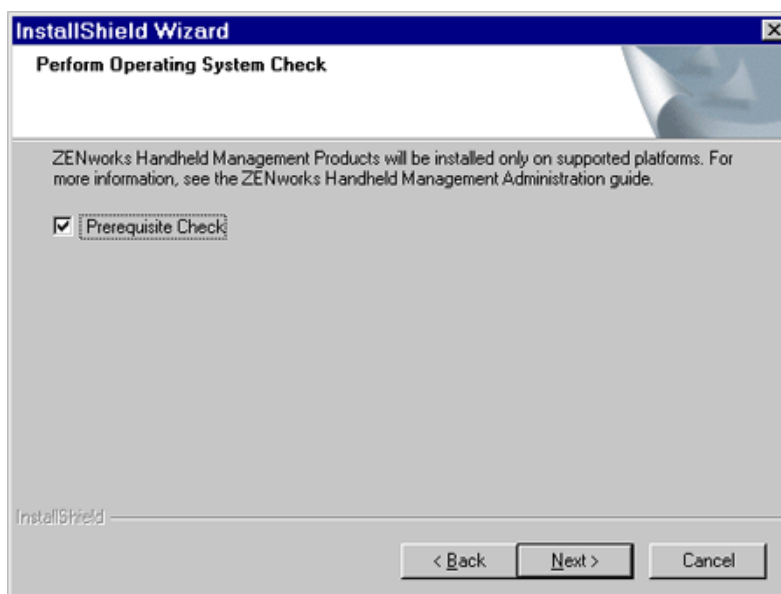 InstallShield Wizard
Perform Operating System Check
ZENworks Handheld Management Products will be installed only on supported platforms. For
more information, see the ZENworks Handheld Management Administration guide.
Prerequisite Check
InstallShield
< Back
Next >
Cancel